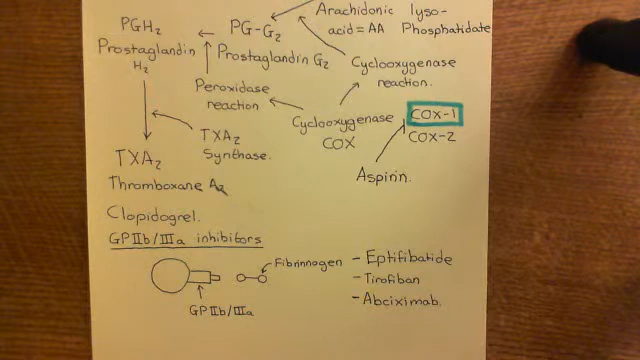 Arachidonic lyso-
acid = AA Phosphatidate
PGH2 PG-G2
Prostaglandin H2 Prostaglandin G2
Cyclooxygenase reaction.
Peroxidase reaction
Cyclooxygenase COX
COX-1
COX-2
TXA2 Synthase.
Aspirin.
TXA2
Thromboxane A2
Clopidogrel.
GPIIb/IIIa inhibitors
Fibrinnogen
- Eptifibatide
- Tirofiban
- Abciximab.
GPIIb/IIIa